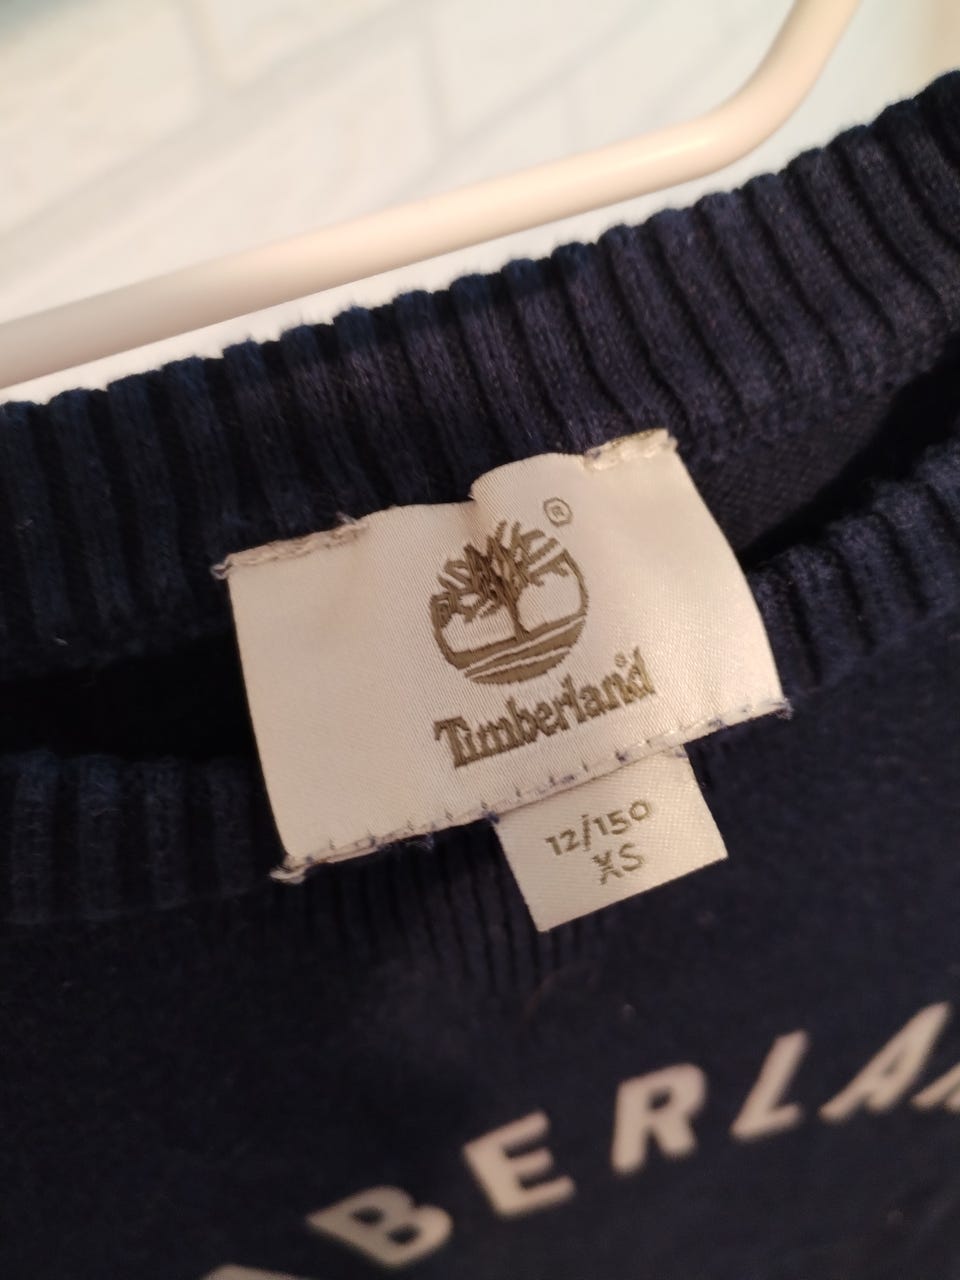 ®
Timberland®
12/150
XS
BERLA